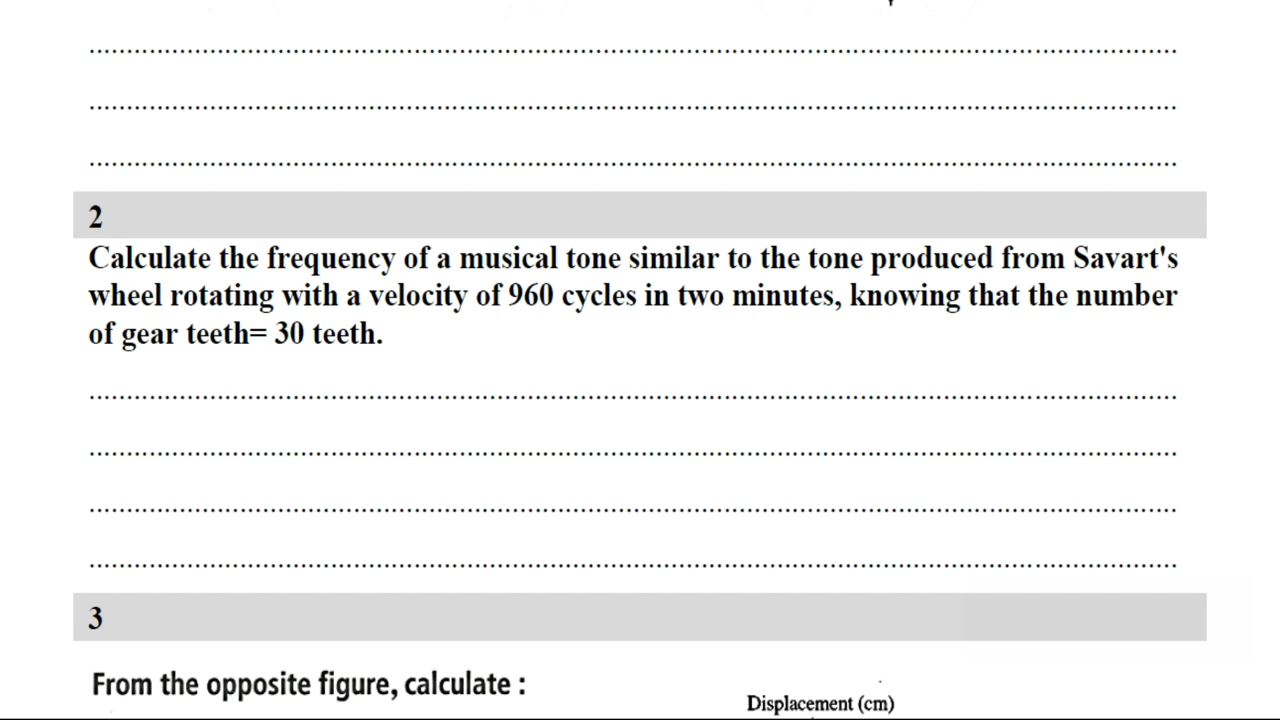 2
Calculate the frequency of a musical tone similar to the tone produced from Savart's
wheel rotating with a velocity of 960 cycles in two minutes, knowing that the number
of gear teeth= 30 teeth.
3
From the opposite figure, calculate :
Displacement (cm)